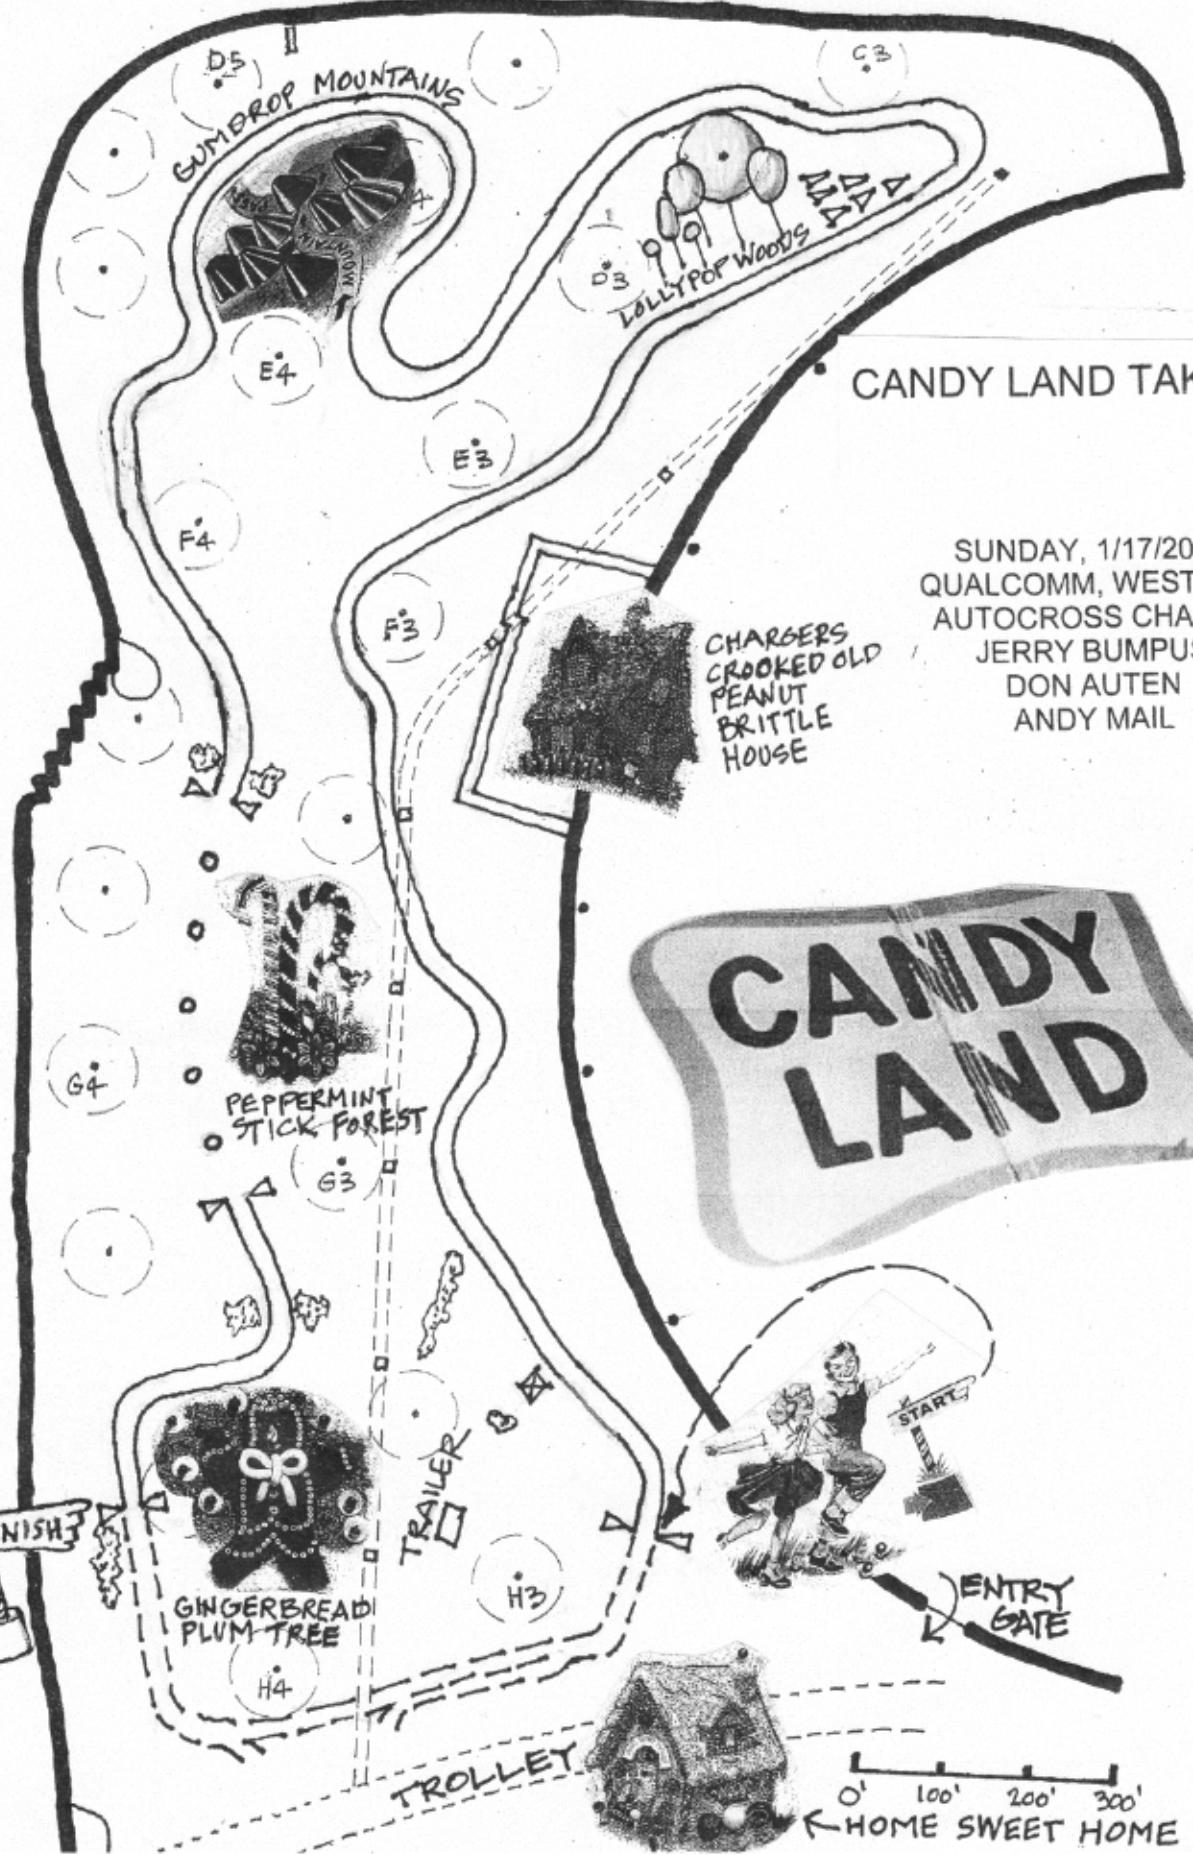 D5
C3
GUMDROP MOUNTAINS
D3
LOLLYPOP WOODS
E4
CANDY LAND TAK
E3
F4
SUNDAY, 1/17/20
QUALCOMM, WEST
AUTOCROSS CHA
JERRY BUMPUS
DON AUTEN
ANDY MAIL
F3
CHARGERS
CROOKED OLD
PEANUT
BRITTLE
HOUSE
CANDY
LAND
G4
PEPPERMINT
STICK FOREST
G3
START
TRAILER
NISH
H3
ENTRY
GATE
GINGERBREAD
PLUM TREE
H4
TROLLEY
0' 100' 200' 300'
HOME SWEET HOME